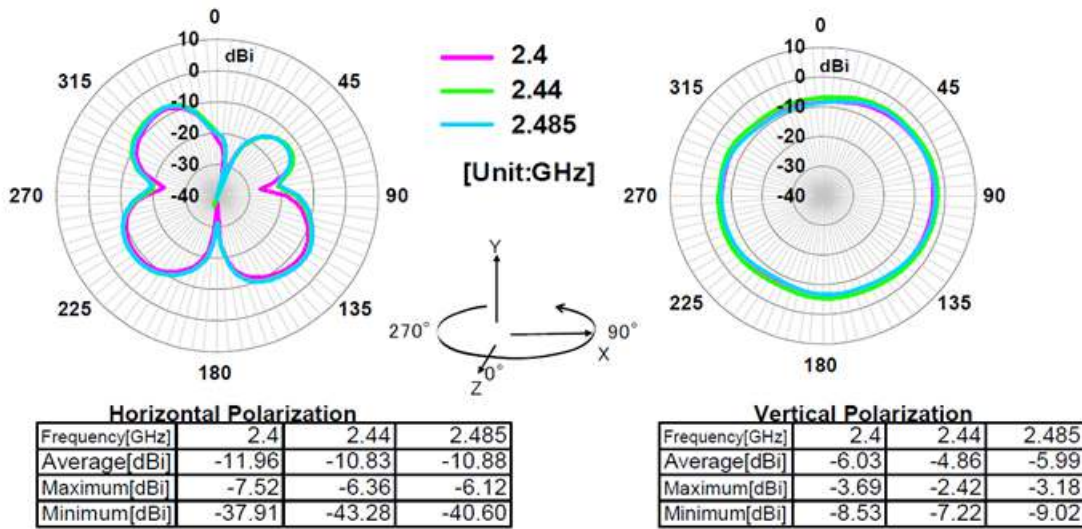 0
10
dBi
0
-10
-20
-30
-40
315
45
270
90
225
135
180
2.4
2.44
2.485
[Unit:GHz]
0
10
dBi
0
-10
-20
-30
-40
315
45
270
90
225
135
180
Y
270°
90°
X
Z
0°
Horizontal Polarization
Frequency[GHz] 2.4 2.44 2.485
Average[dBi] -11.96 -10.83 -10.88
Maximum[dBi] -7.52 -6.36 -6.12
Minimum[dBi] -37.91 -43.28 -40.60
Vertical Polarization
Frequency[GHz] 2.4 2.44 2.485
Average[dBi] -6.03 -4.86 -5.99
Maximum[dBi] -3.69 -2.42 -3.18
Minimum[dBi] -8.53 -7.22 -9.02